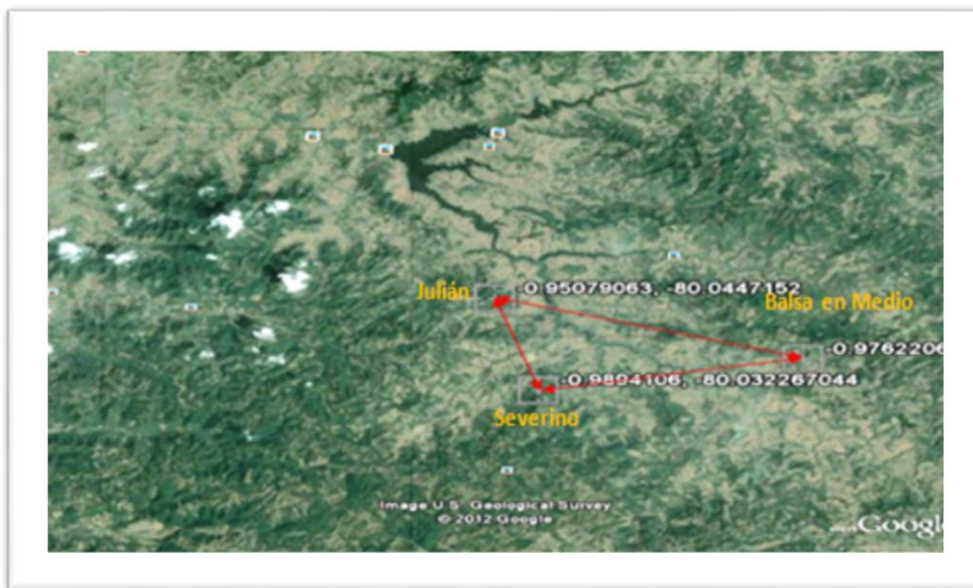 Julián
-0.95079063, -80.0447152
Balsa en Medio
-0.9762206
-0.9894106, -80.032267044
Severino
Image U.S. Geological Survey
© 2012 Google
Google